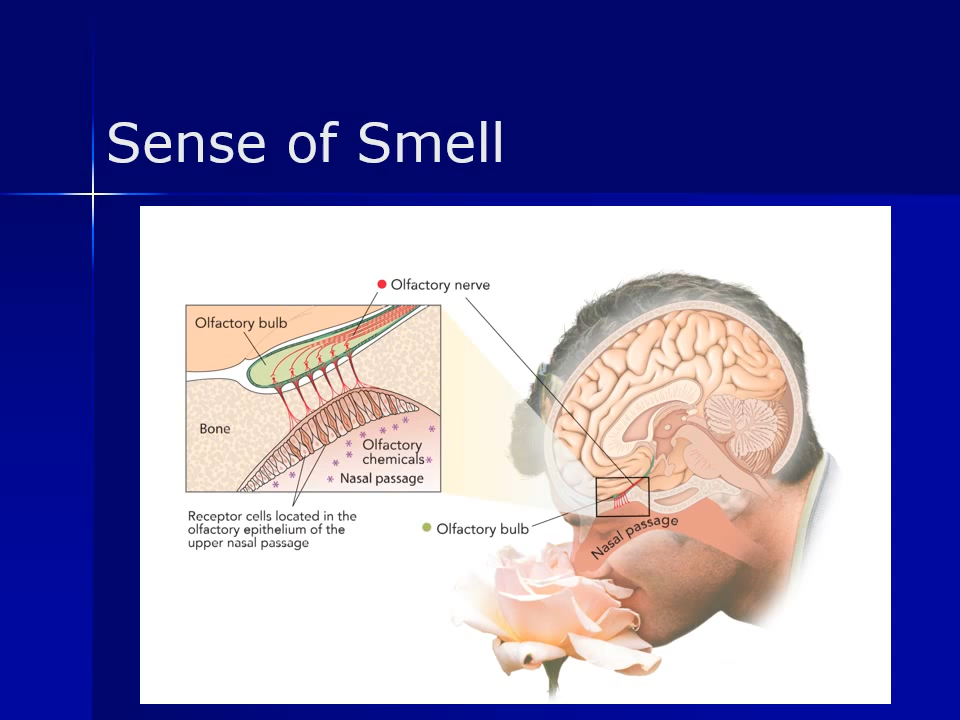 Sense of Smell
Olfactory nerve
Olfactory bulb
Bone
Olfactory
chemicals
Nasal passage
Receptor cells located in the
olfactory epithelium of the
upper nasal passage
Olfactory bulb
Nasal passage